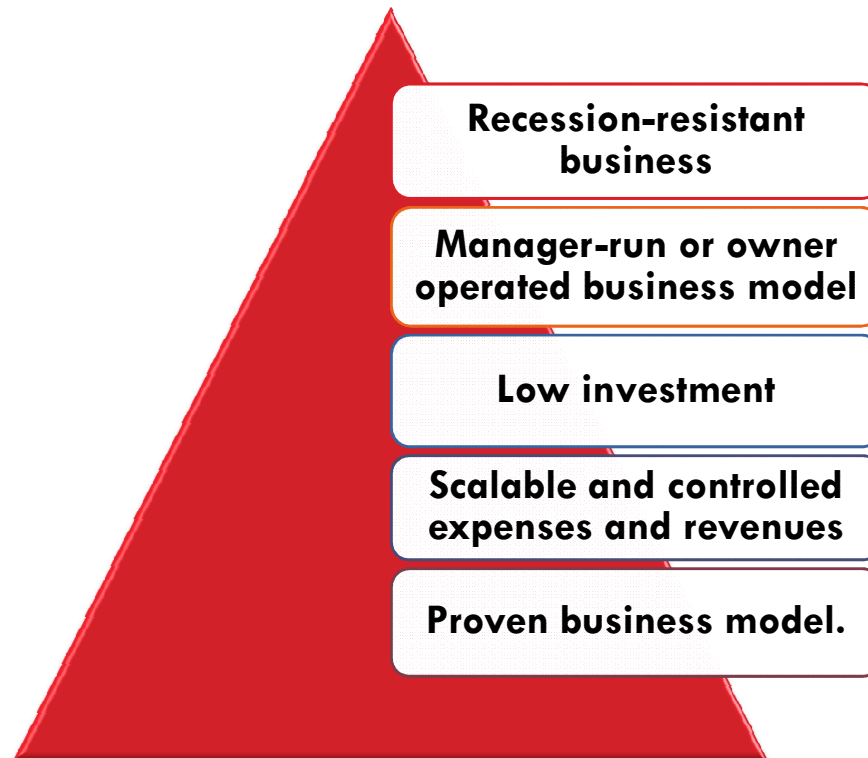 Recession-resistant
business
Manager-run or owner
operated business model
Low investment
Scalable and controlled
expenses and revenues
Proven business model.